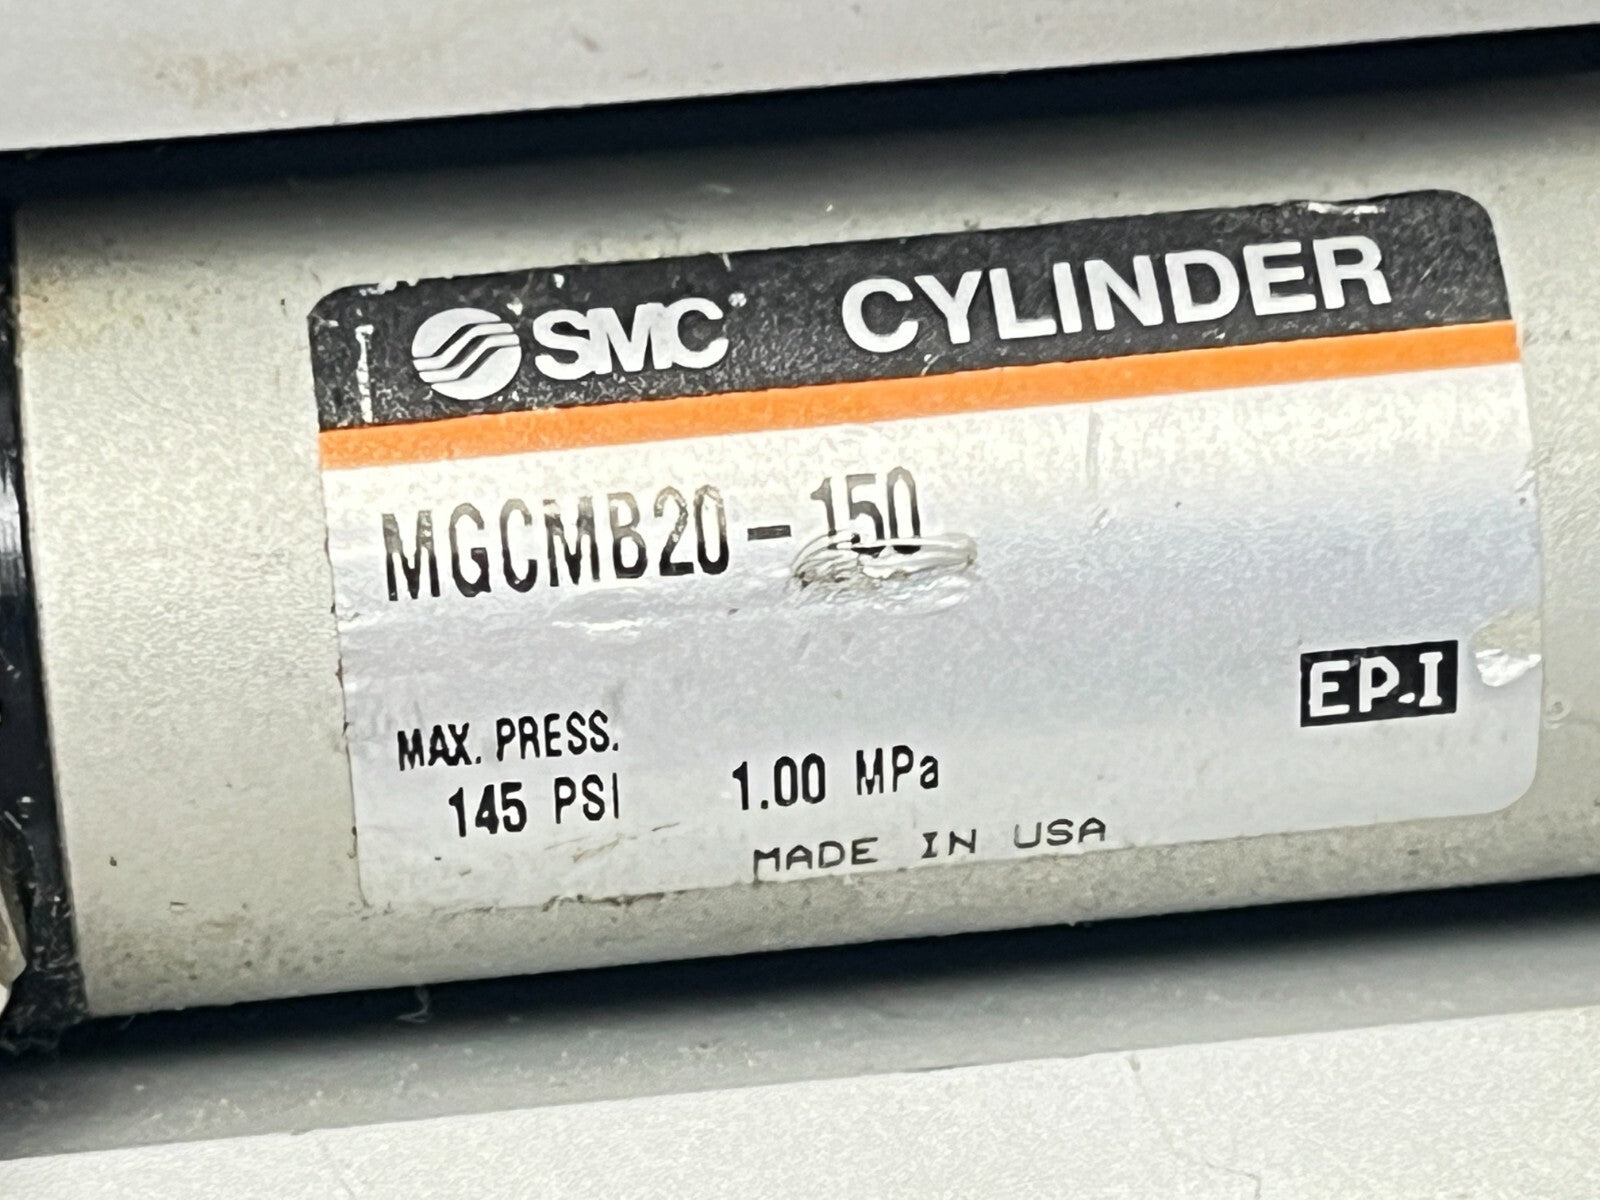 SMC® CYLINDER
MGCMB20-150
EP.I
MAX. PRESS.
145 PSI 1.00 MPa
MADE IN USA